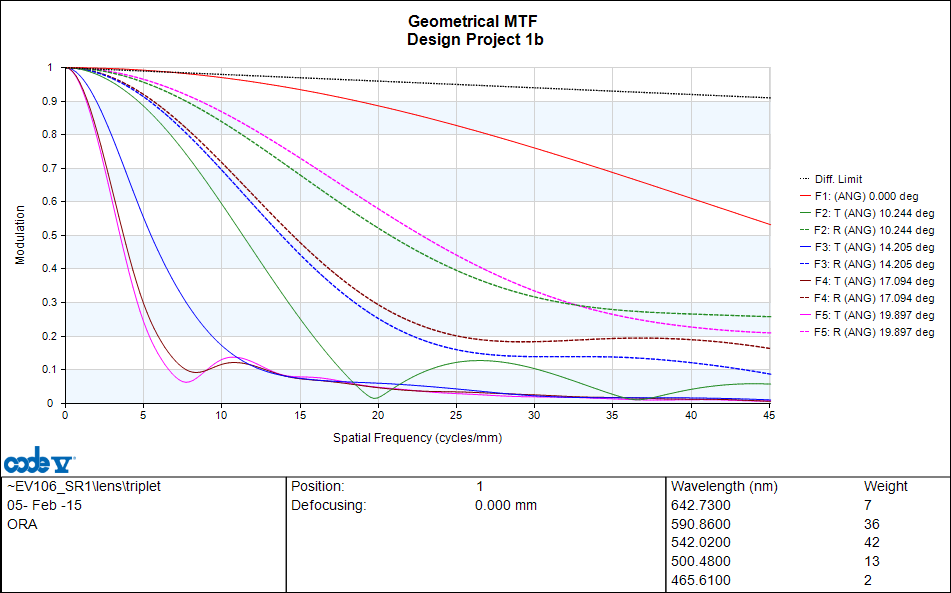 Geometrical MTF
Design Project 1b
1
0.9
0.8
0.7
0.6
0.5
0.4
0.3
0.2
0.1
0
Modulation
0 5 10 15 20 25 30 35 40 45
Spatial Frequency (cycles/mm)
Diff. Limit
F1: (ANG) 0.000 deg
F2: T (ANG) 10.244 deg
F2: R (ANG) 10.244 deg
F3: T (ANG) 14.205 deg
F3: R (ANG) 14.205 deg
F4: T (ANG) 17.094 deg
F4: R (ANG) 17.094 deg
F5: T (ANG) 19.897 deg
F5: R (ANG) 19.897 deg
code V
~EV106_SR1\lens\triplet
05- Feb -15
ORA
Position: 1
Defocusing: 0.000 mm
Wavelength (nm) Weight
642.7300 7
590.8600 36
542.0200 42
500.4800 13
465.6100 2